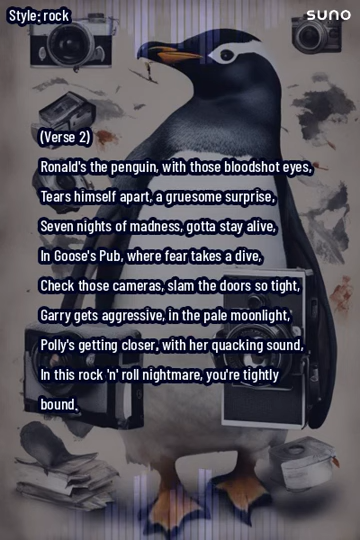 Style: rock
suno
(Verse 2)
Ronald's the penguin, with those bloodshot eyes,
Tears himself apart, a gruesome surprise,
Seven nights of madness, gotta stay alive,
In Goose's Pub, where fear takes a dive,
Check those cameras, slam the doors so tight,
Garry gets aggressive, in the pale moonlight,
Polly's getting closer, with her quacking sound,
In this rock 'n' roll nightmare, you're tightly
bound.